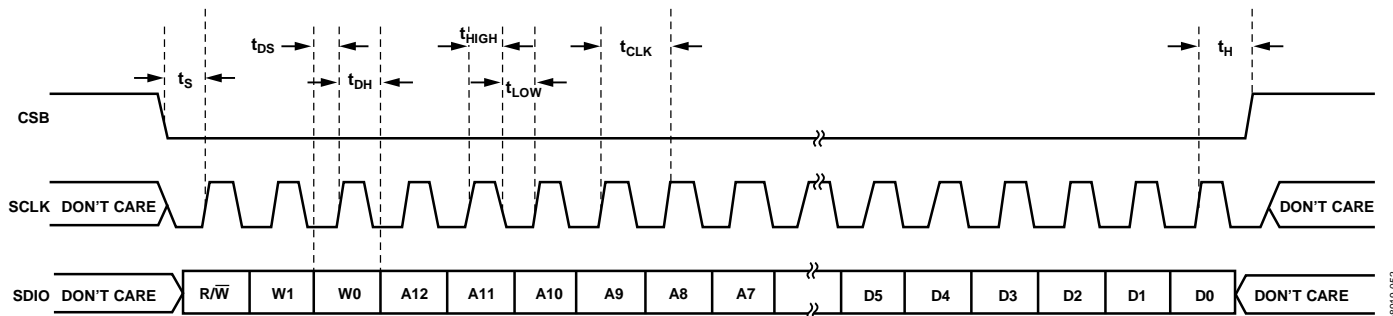 tDS
tHIGH
tCLK
tH
tS
tDH
tLOW
CSB
SCLK DON'T CARE
DON'T CARE
SDIO DON'T CARE R/W̅ W1 W0 A12 A11 A10 A9 A8 A7 D5 D4 D3 D2 D1 D0 DON'T CARE